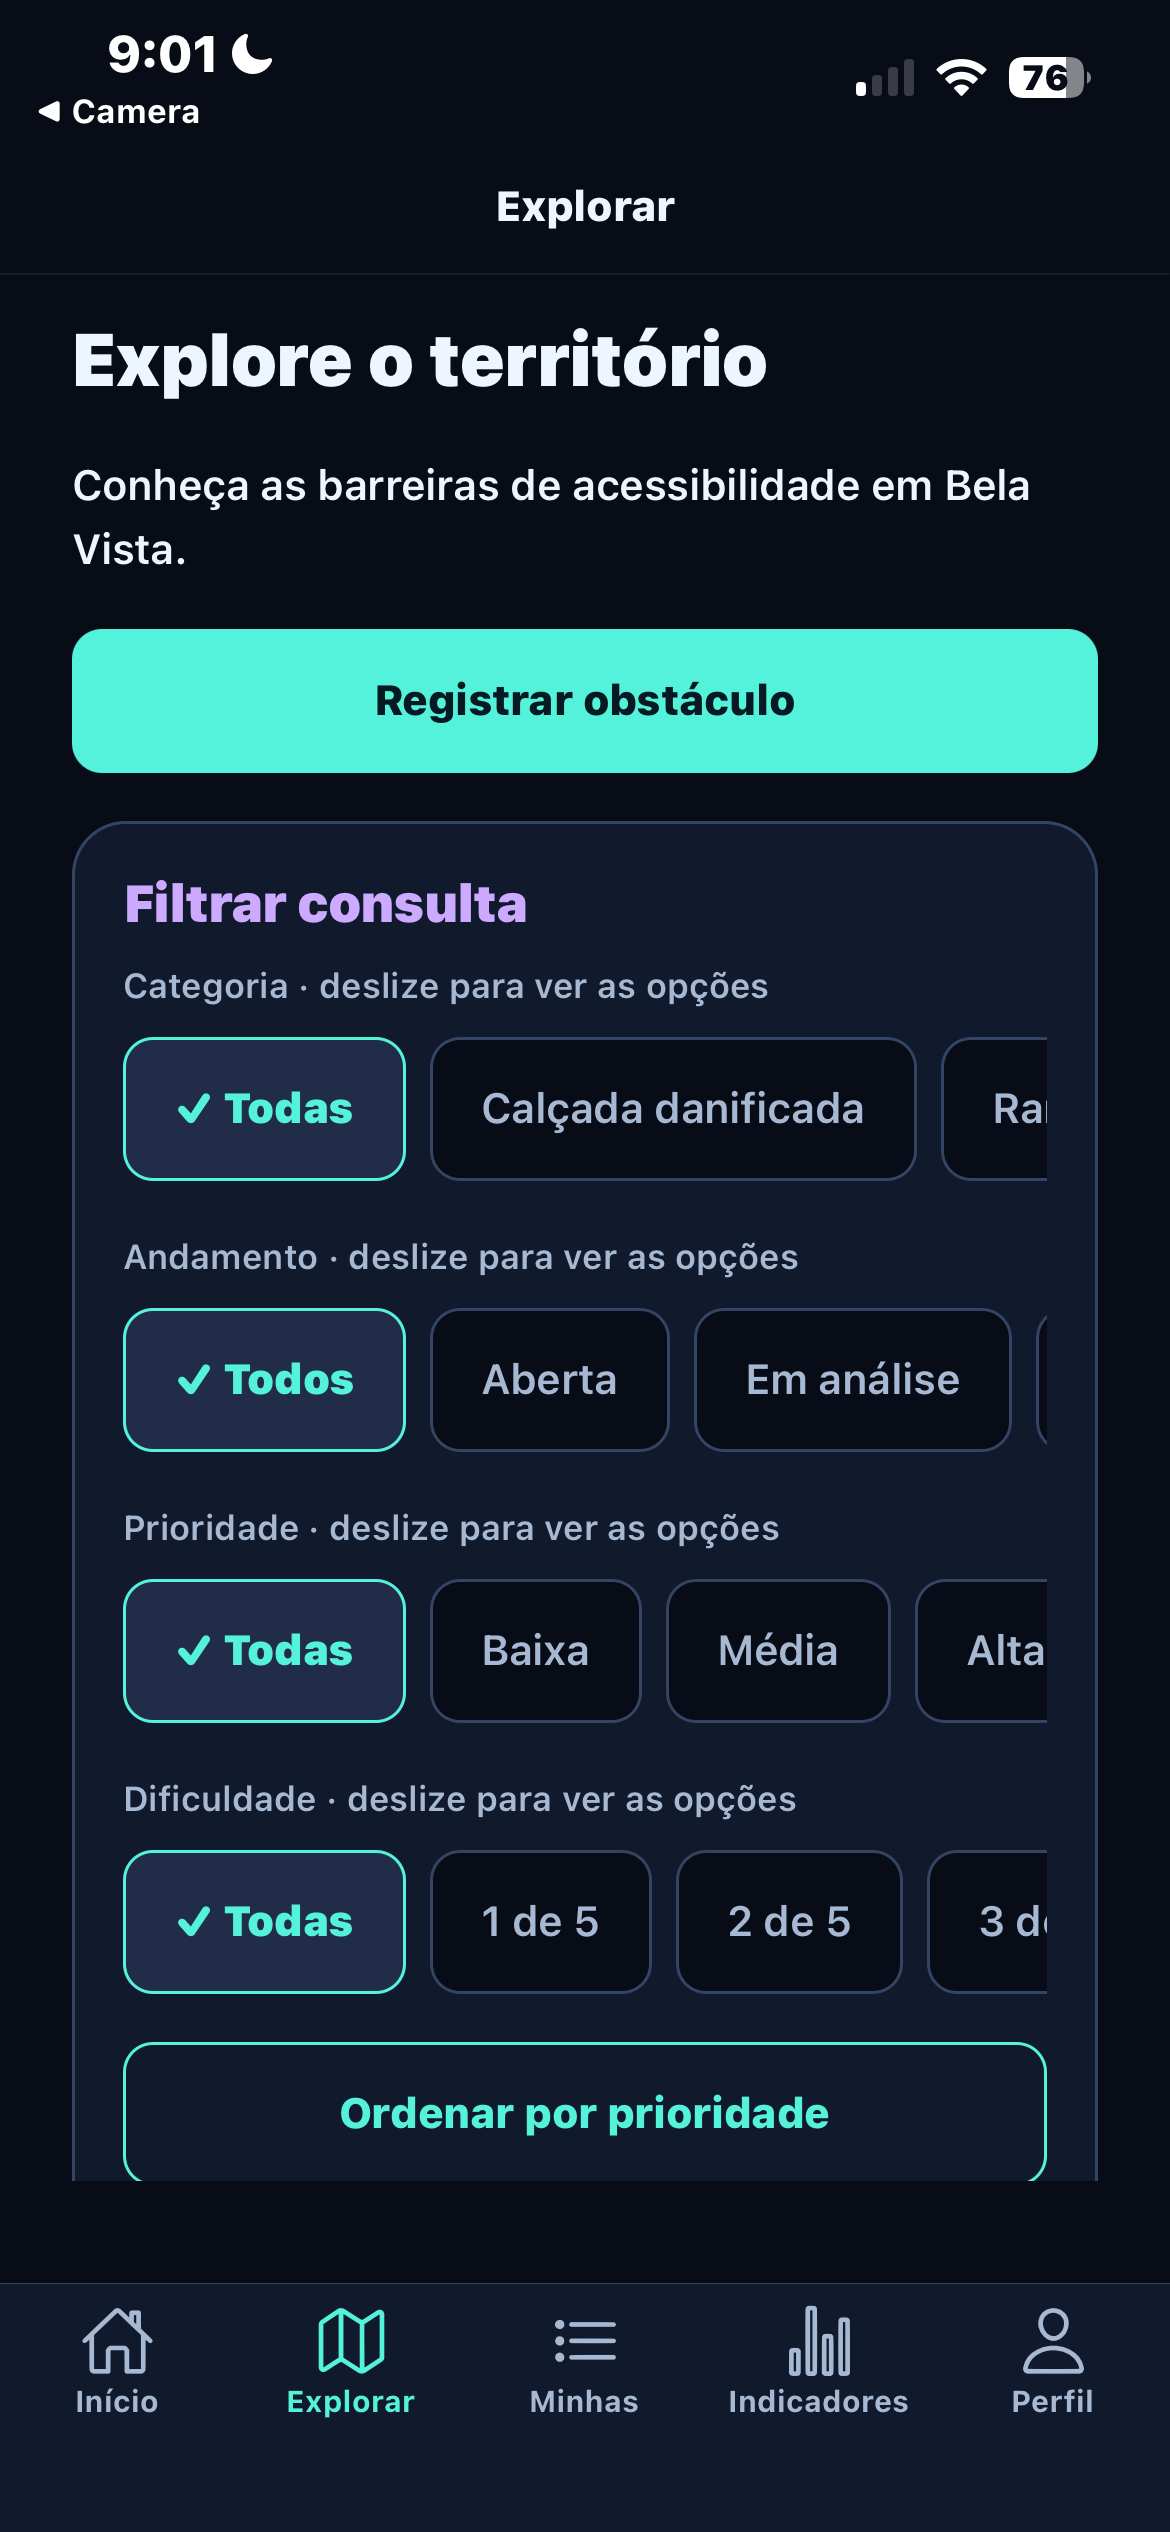 9:01
76
Camera
Explorar
Explore o território
Conheça as barreiras de acessibilidade em Bela
Vista.
Registrar obstáculo
Filtrar consulta
Categoria · deslize para ver as opções
✓ Todas
Calçada danificada
Andamento · deslize para ver as opções
✓ Todos
Aberta
Em análise
Prioridade · deslize para ver as opções
✓ Todas
Baixa
Média
Alta
Dificuldade · deslize para ver as opções
✓ Todas
1 de 5
2 de 5
3
Ordenar por prioridade
Início
Explorar
Minhas
Indicadores
Perfil